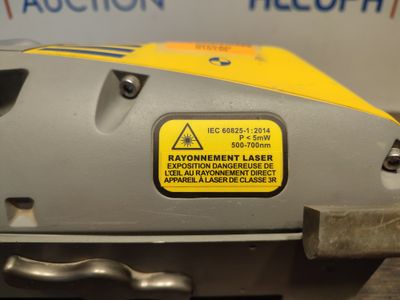 AUCTION
IEC 60825-1:2014
P < 5mW
500-700nm
RAYONNEMENT LASER
EXPOSITION DANGEREUSE DE
L'ŒIL AU RAYONNEMENT DIRECT
APPAREIL À LASER DE CLASSE 3R